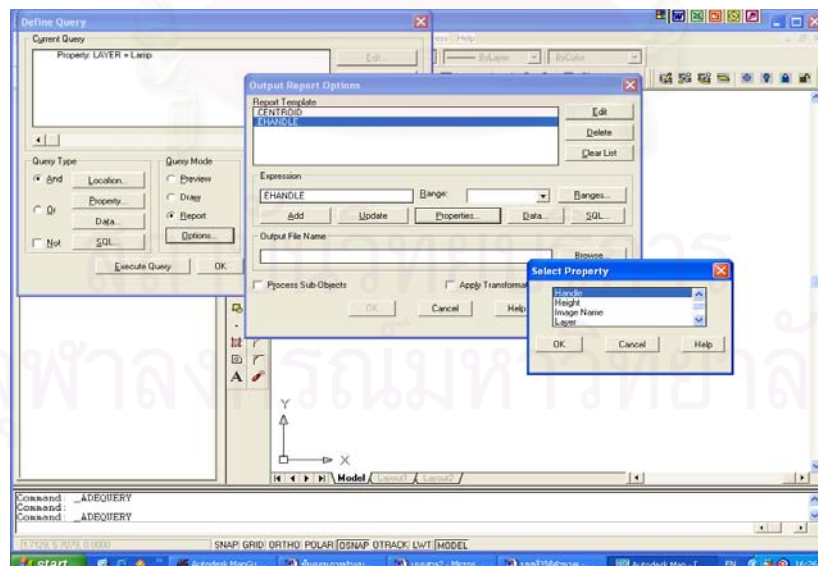 Define Query
Current Query
Property: LAYER = Lamp
Edit...
Query Type
And
Or
Not
Location...
Property...
Data...
SQL...
Query Mode
Preview
Draw
Report
Options...
Execute Query
OK
Help
ByLayer
ByColor
Output Report Options
Report Template
CENTROID
EHANDLE
Edit
Delete
Clear List
Expression
EHANDLE
Range:
Ranges...
Add
Update
Properties...
Data...
SQL...
Output File Name
Browse...
Process Sub-Objects
Apply Transformat
OK
Cancel
Help
Select Property
Handle
Height
Image Name
Layer
OK
Cancel
Help
A
Y
X
Model
Layout1
Layout2
Command: _ADEQUERY
Command:
Command: _ADEQUERY
SNAP GRID ORTHO POLAR OSNAP OTRACK LWT MODEL
start
EN
16:26